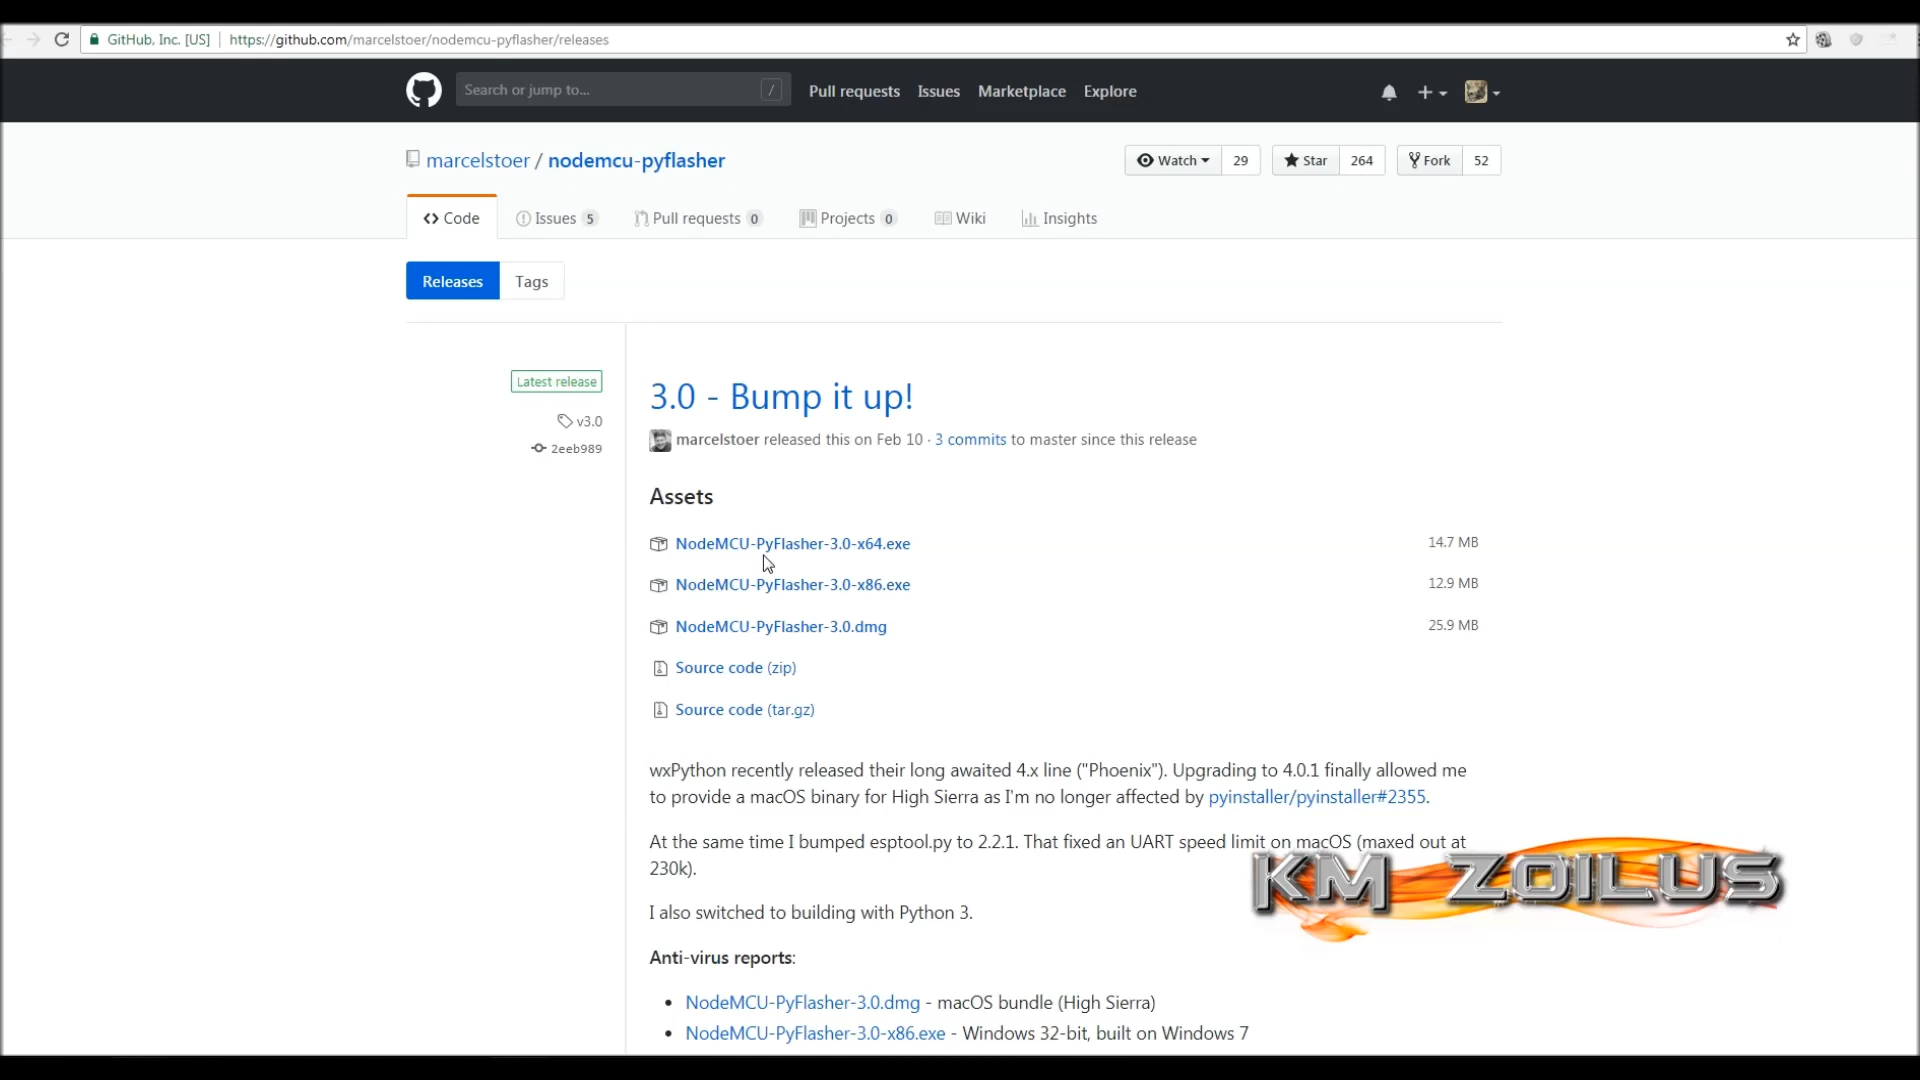 GitHub, Inc. [US] https://github.com/marcelstoer/nodemcu-pyflasher/releases
Search or jump to... / Pull requests Issues Marketplace Explore
marcelstoer / nodemcu-pyflasher Watch 29 Star 264 Fork 52
Code Issues 5 Pull requests 0 Projects 0 Wiki Insights
Releases Tags
Latest release
v3.0
2eeb989
3.0 - Bump it up!
marcelstoer released this on Feb 10 · 3 commits to master since this release
Assets
NodeMCU-PyFlasher-3.0-x64.exe 14.7 MB
NodeMCU-PyFlasher-3.0-x86.exe 12.9 MB
NodeMCU-PyFlasher-3.0.dmg 25.9 MB
Source code (zip)
Source code (tar.gz)
wxPython recently released their long awaited 4.x line ("Phoenix"). Upgrading to 4.0.1 finally allowed me
to provide a macOS binary for High Sierra as I'm no longer affected by pyinstaller/pyinstaller#2355.
At the same time I bumped esptool.py to 2.2.1. That fixed an UART speed limit on macOS (maxed out at
230k).
KM ZOILUS
I also switched to building with Python 3.
Anti-virus reports:
• NodeMCU-PyFlasher-3.0.dmg - macOS bundle (High Sierra)
• NodeMCU-PyFlasher-3.0-x86.exe - Windows 32-bit, built on Windows 7